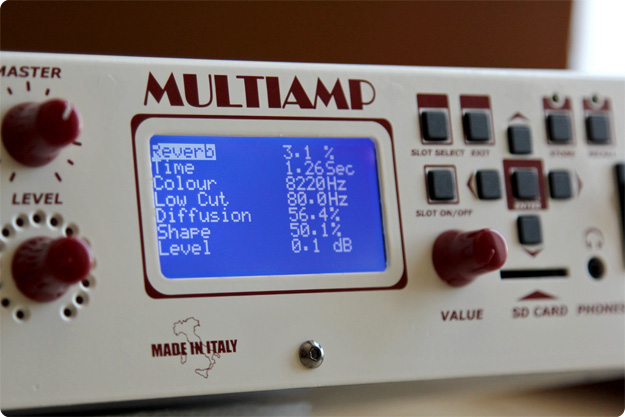 MASTER
MULTIAMP
LEVEL
Reverb 3.1 %
Time 1.26Sec
Colour 8220Hz
Low Cut 80.0Hz
Diffusion 56.4%
Shape 50.1%
Level 0.1 dB
SLOT SELECT
EXIT
STORE
SLOT ON/OFF
ENTER
VALUE
SD CARD
PHONES
MADE IN ITALY